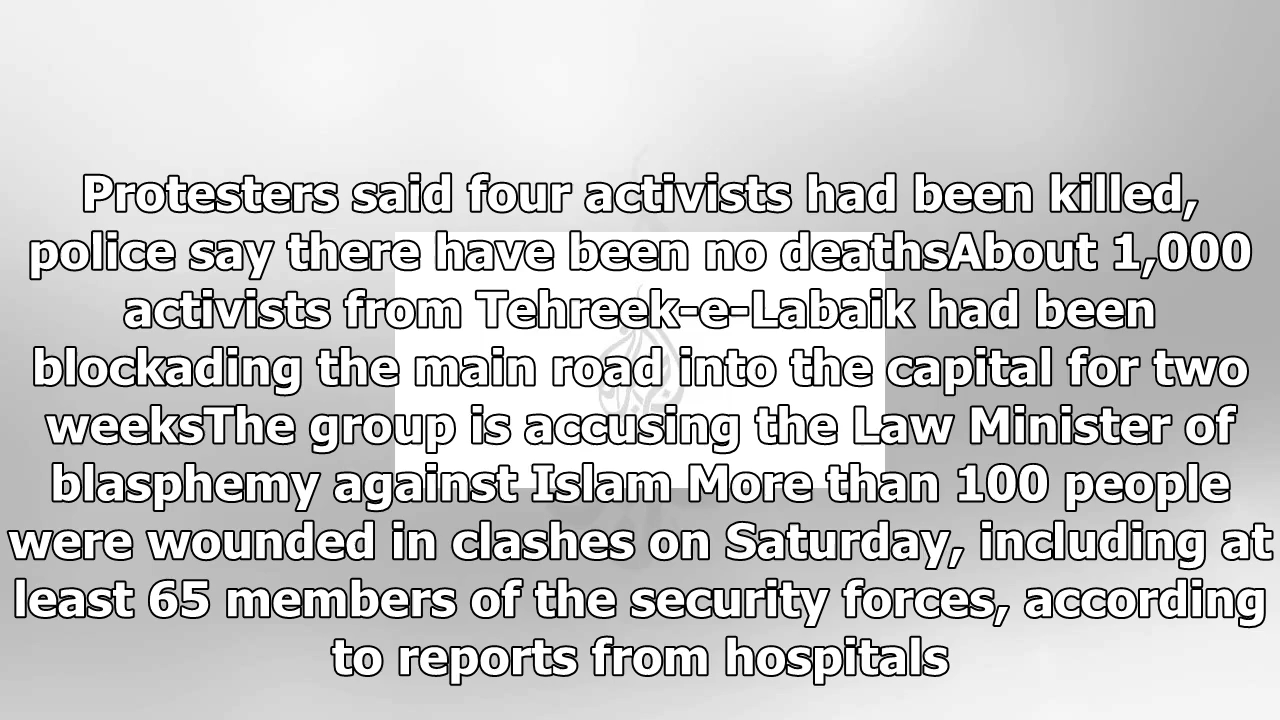 Protesters said four activists had been killed,
police say there have been no deathsAbout 1,000
activists from Tehreek-e-Labaik had been
blockading the main road into the capital for two
weeksThe group is accusing the Law Minister of
blasphemy against Islam More than 100 people
were wounded in clashes on Saturday, including at
least 65 members of the security forces, according
to reports from hospitals